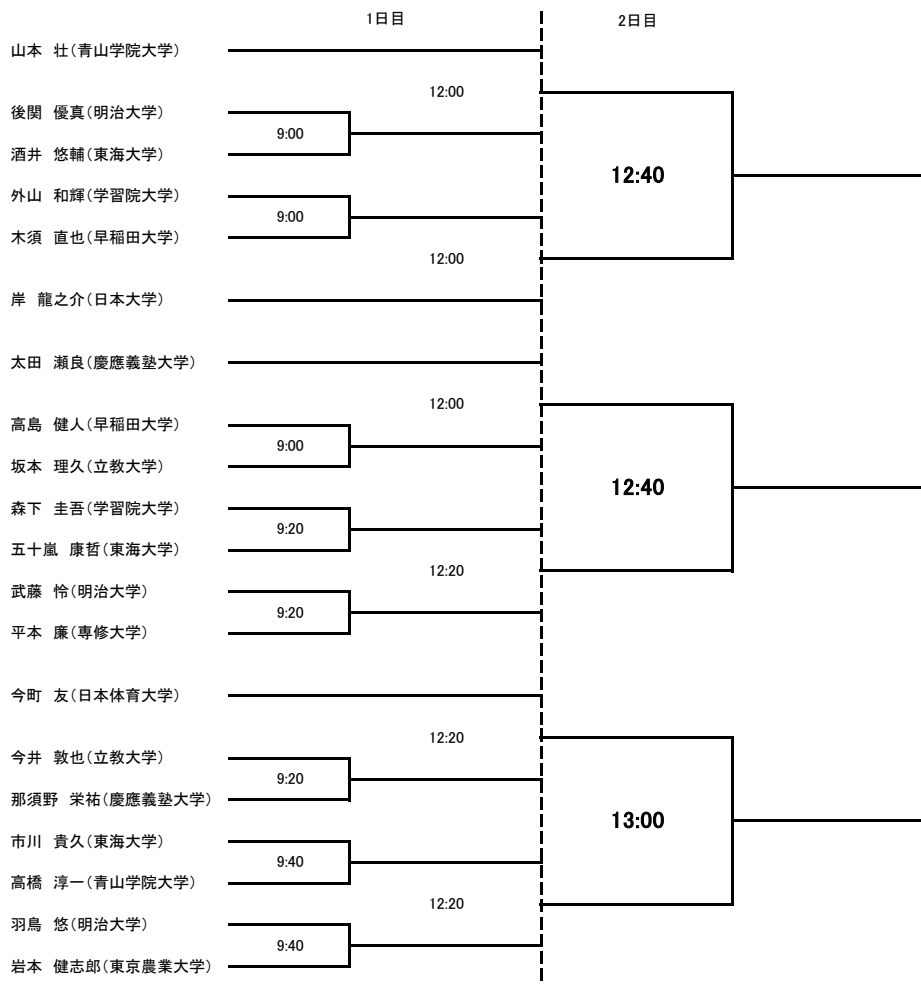 1日目
2日目
山本 壮(青山学院大学)
12:00
後関 優真(明治大学)
9:00
酒井 悠輔(東海大学)
12:40
外山 和輝(学習院大学)
9:00
木須 直也(早稲田大学)
12:00
岸 龍之介(日本大学)
太田 瀬良(慶應義塾大学)
12:00
高島 健人(早稲田大学)
9:00
坂本 理久(立教大学)
12:40
森下 圭吾(学習院大学)
9:20
五十嵐 康哲(東海大学)
12:20
武藤 怜(明治大学)
9:20
平本 廉(専修大学)
今町 友(日本体育大学)
12:20
今井 敦也(立教大学)
9:20
那須野 栄祐(慶應義塾大学)
13:00
市川 貴久(東海大学)
9:40
高橋 淳一(青山学院大学)
12:20
羽鳥 悠(明治大学)
9:40
岩本 健志郎(東京農業大学)